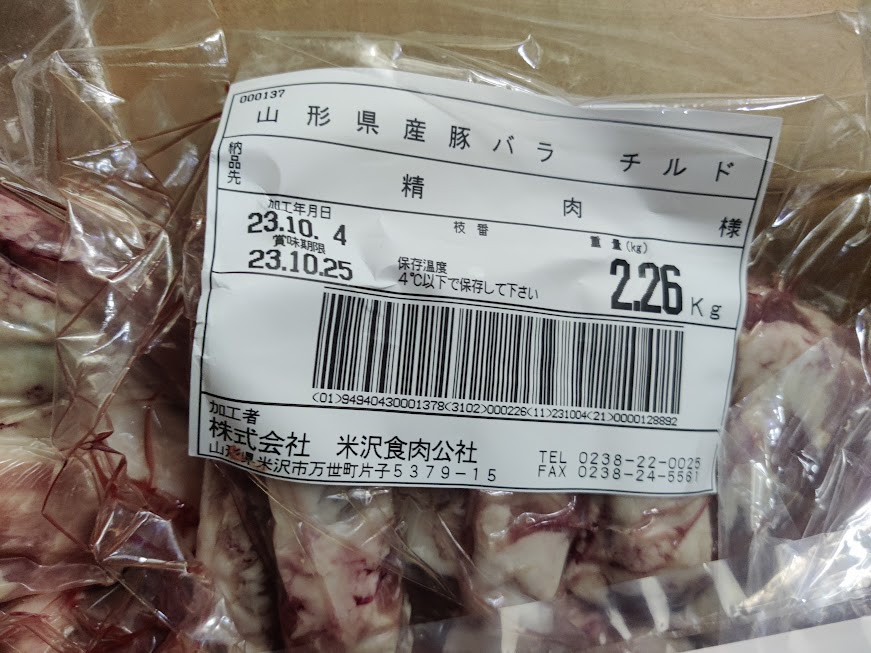 000137
山形県産豚バラ チルド
納品先
精肉
様
加工年月日
23.10. 4
賞味期限
23.10.25
枝番
保存温度
4℃以下で保存して下さい
重量(kg)
2.26Kg
(01)94940430001378(3102)000226(11)231004(21)0000128892
加工者
株式会社 米沢食肉公社
山形県米沢市万世町片子5379-15
TEL 0238-22-0025
FAX 0238-24-5561